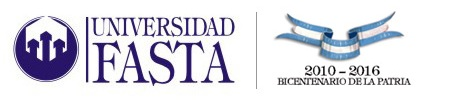 UNIVERSIDAD
FASTA
2010 – 2016
BICENTENARIO DE LA PATRIA